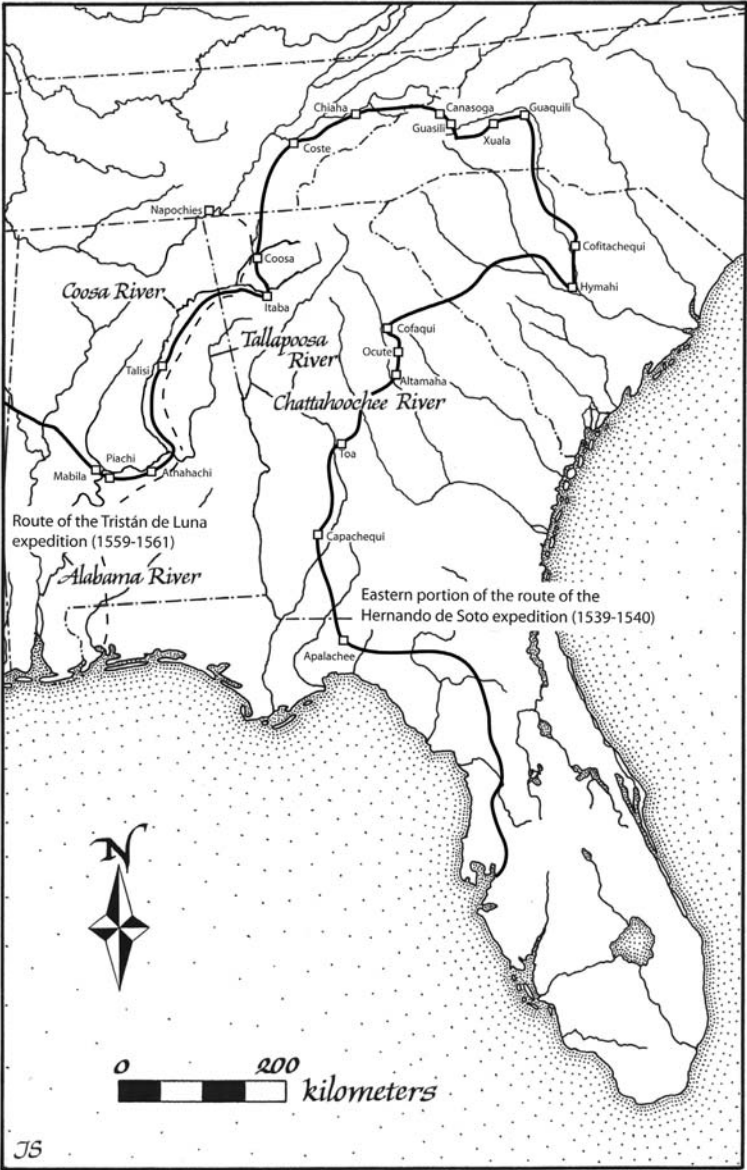 Chiaha
Canasoga
Guaquili
Guasili
Xuala
Coste
Napochies
Cofitachequi
Coosa
Hymahi
Coosa River
Itaba
Cofaqui
Tallapoosa
River
Ocute
Talisi
Altamaha
Chattahoochee River
Toa
Piachi
Mabila
Athahachi
Route of the Tristán de Luna
expedition (1559-1561)
Capachequi
Alabama River
Eastern portion of the route of the
Hernando de Soto expedition (1539-1540)
Apalachee
N
0 200
kilometers
JS